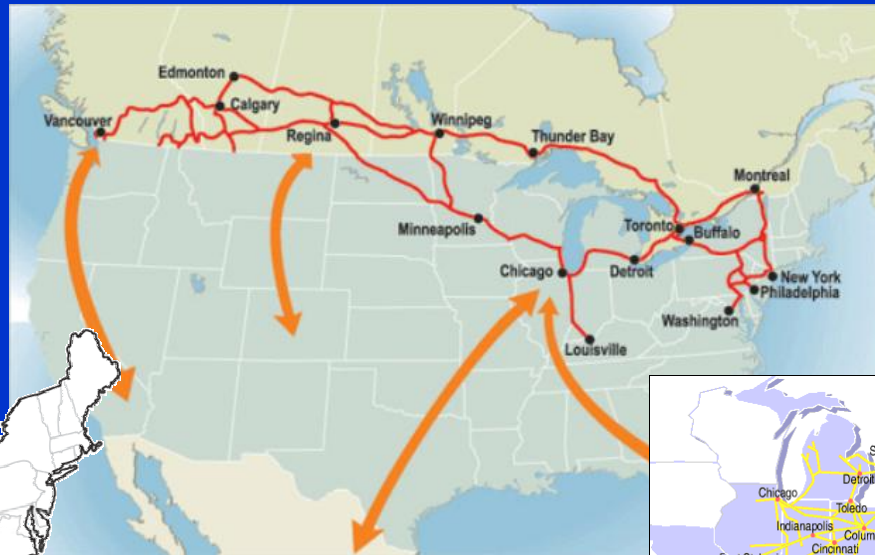 Edmonton
Calgary
Vancouver
Regina
Winnipeg
Thunder Bay
Montreal
Minneapolis
Toronto
Buffalo
Chicago
Detroit
New York
Philadelphia
Washington
Louisville
Chicago
Detroit
Toledo
Indianapolis
Cincinnati